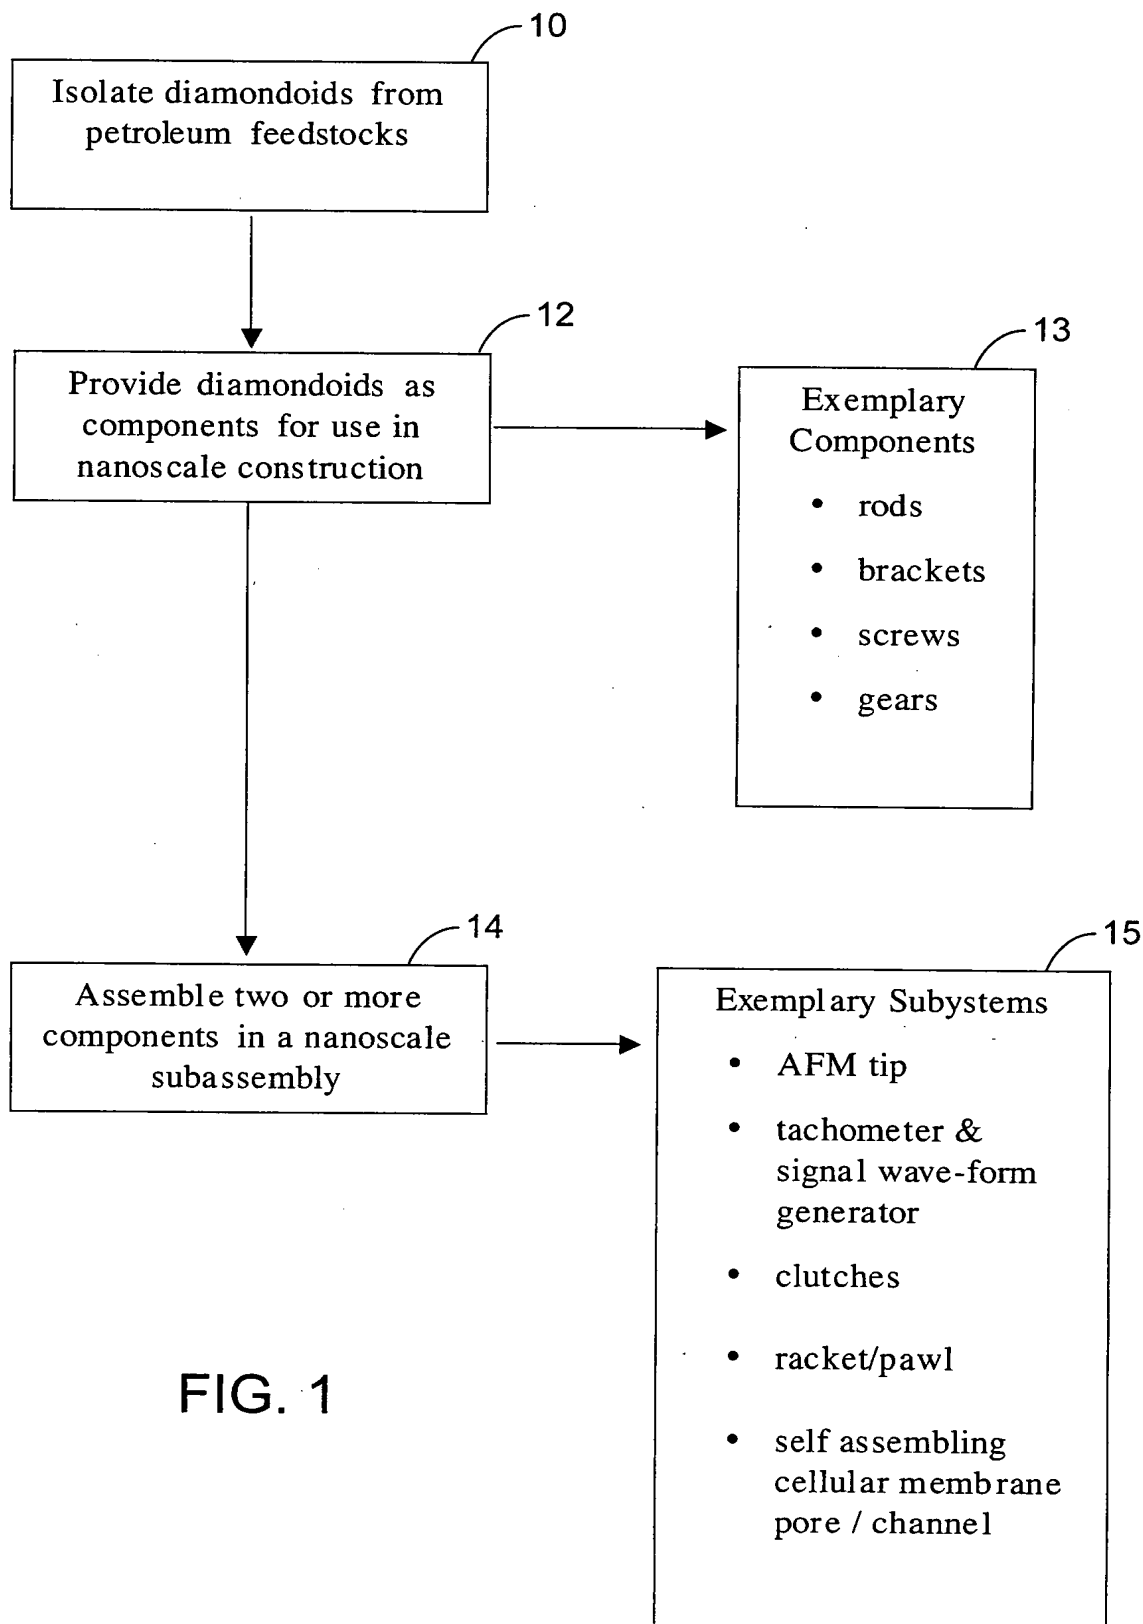 10
Isolate diamondoids from
petroleum feedstocks
12
Provide diamondoids as
components for use in
nanoscale construction
13
Exemplary
Components
• rods
• brackets
• screws
• gears
14
Assemble two or more
components in a nanoscale
subassembly
15
Exemplary Subystems
• AFM tip
• tachometer &
signal wave-form
generator
• clutches
• racket/pawl
• self assembling
cellular membrane
pore / channel
FIG. 1